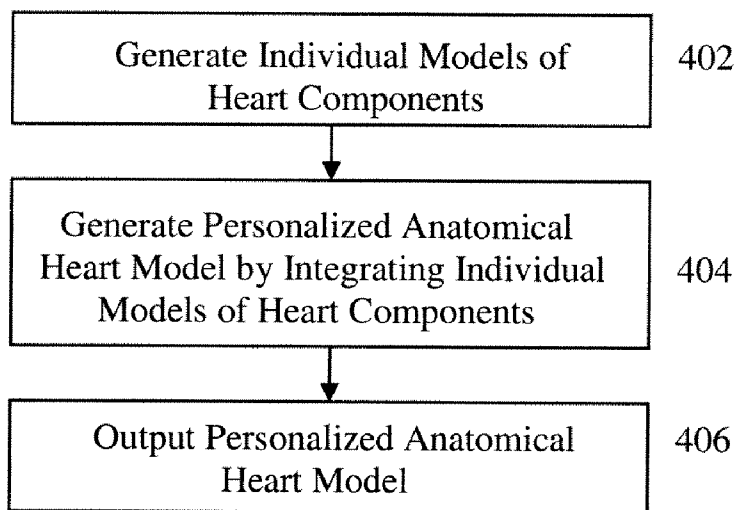 Generate Individual Models of
Heart Components
402
Generate Personalized Anatomical
Heart Model by Integrating Individual
Models of Heart Components
404
Output Personalized Anatomical
Heart Model
406